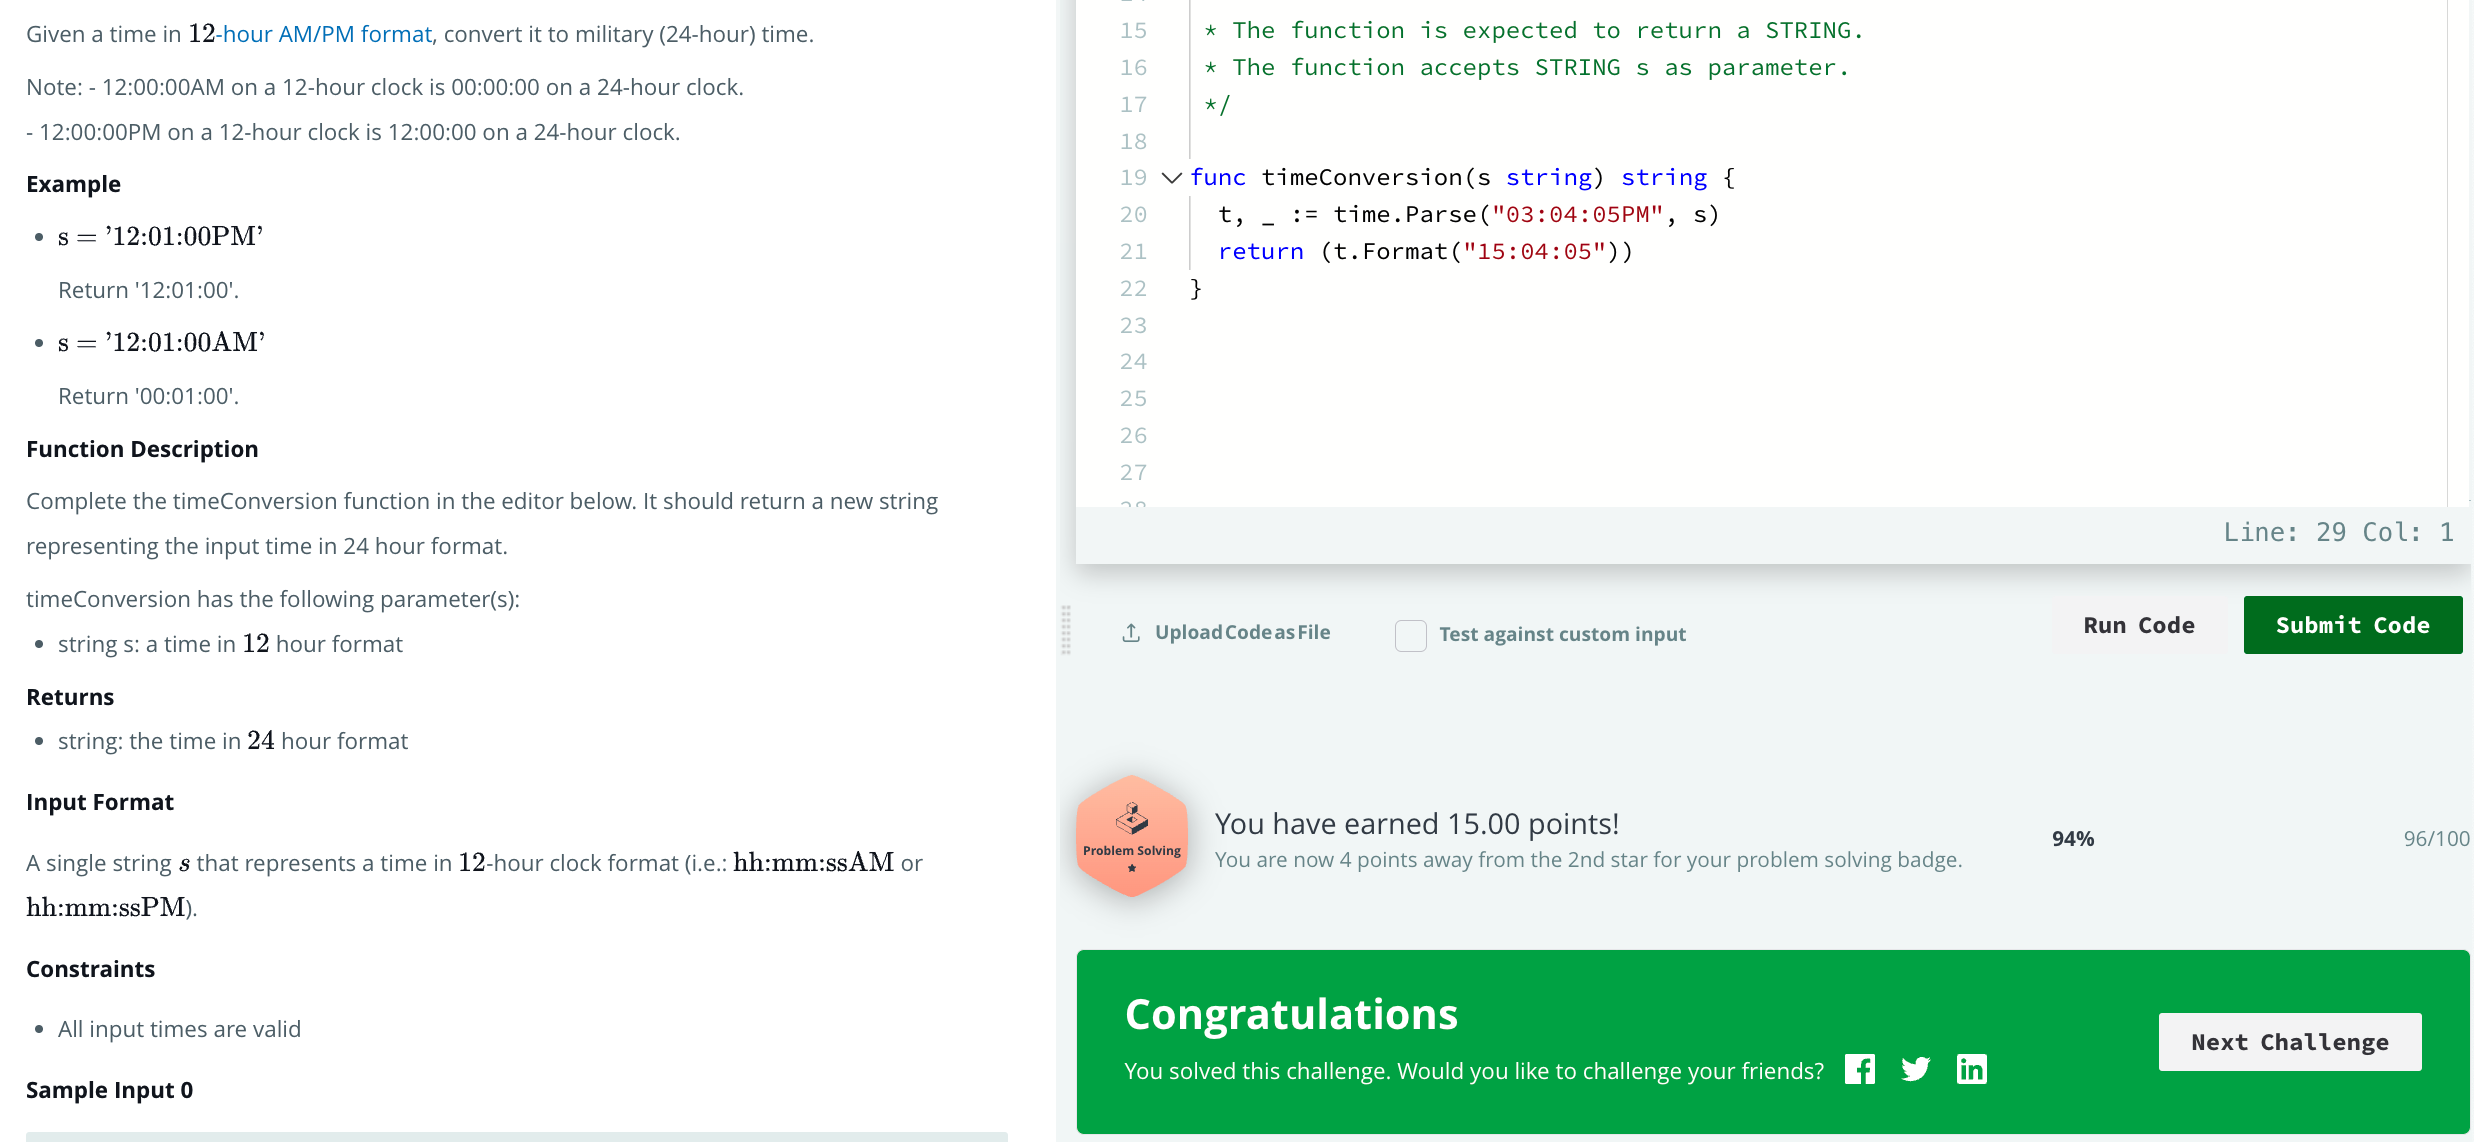 Given a time in 12-hour AM/PM format, convert it to military (24-hour) time.
Note: - 12:00:00AM on a 12-hour clock is 00:00:00 on a 24-hour clock.
- 12:00:00PM on a 12-hour clock is 12:00:00 on a 24-hour clock.
Example
• s = ’12:01:00PM’
Return '12:01:00'.
• s = ’12:01:00AM’
Return '00:01:00'.
Function Description
Complete the timeConversion function in the editor below. It should return a new string
representing the input time in 24 hour format.
timeConversion has the following parameter(s):
• string s: a time in 12 hour format
Returns
• string: the time in 24 hour format
Input Format
A single string s that represents a time in 12-hour clock format (i.e.: hh:mm:ssAM or
hh:mm:ssPM).
Constraints
• All input times are valid
Sample Input 0
15 * The function is expected to return a STRING.
16 * The function accepts STRING s as parameter.
17 */
18
19 func timeConversion(s string) string {
20 t, _ := time.Parse("03:04:05PM", s)
21 return (t.Format("15:04:05"))
22 }
23
24
25
26
27
Line: 29 Col: 1
Upload Code as File
Test against custom input
Run Code
Submit Code
Problem Solving
You have earned 15.00 points!
You are now 4 points away from the 2nd star for your problem solving badge.
94%
96/100
Congratulations
You solved this challenge. Would you like to challenge your friends?
Next Challenge